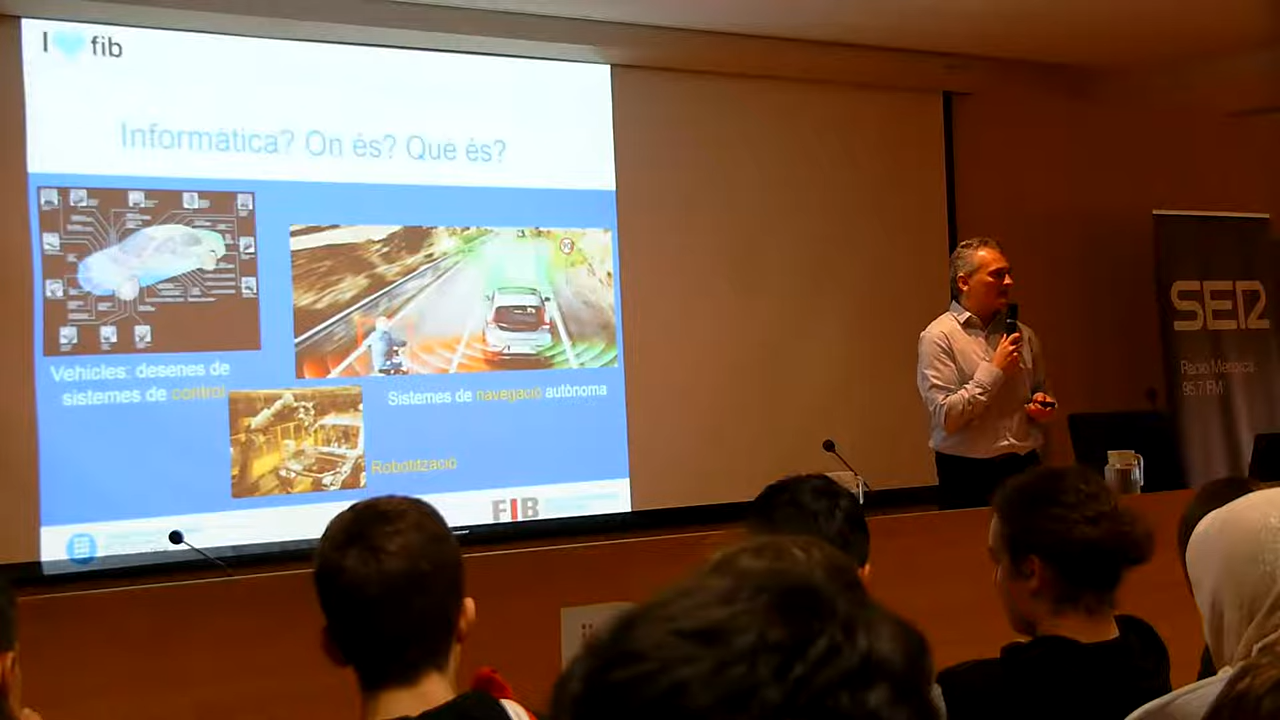 I fib
Informàtica? On és? Què és?
Vehicles: desenes de
sistemes de control
Sistemes de navegació autònoma
Robotització
FIB
SER
Radio Menorca
95.7 FM
90